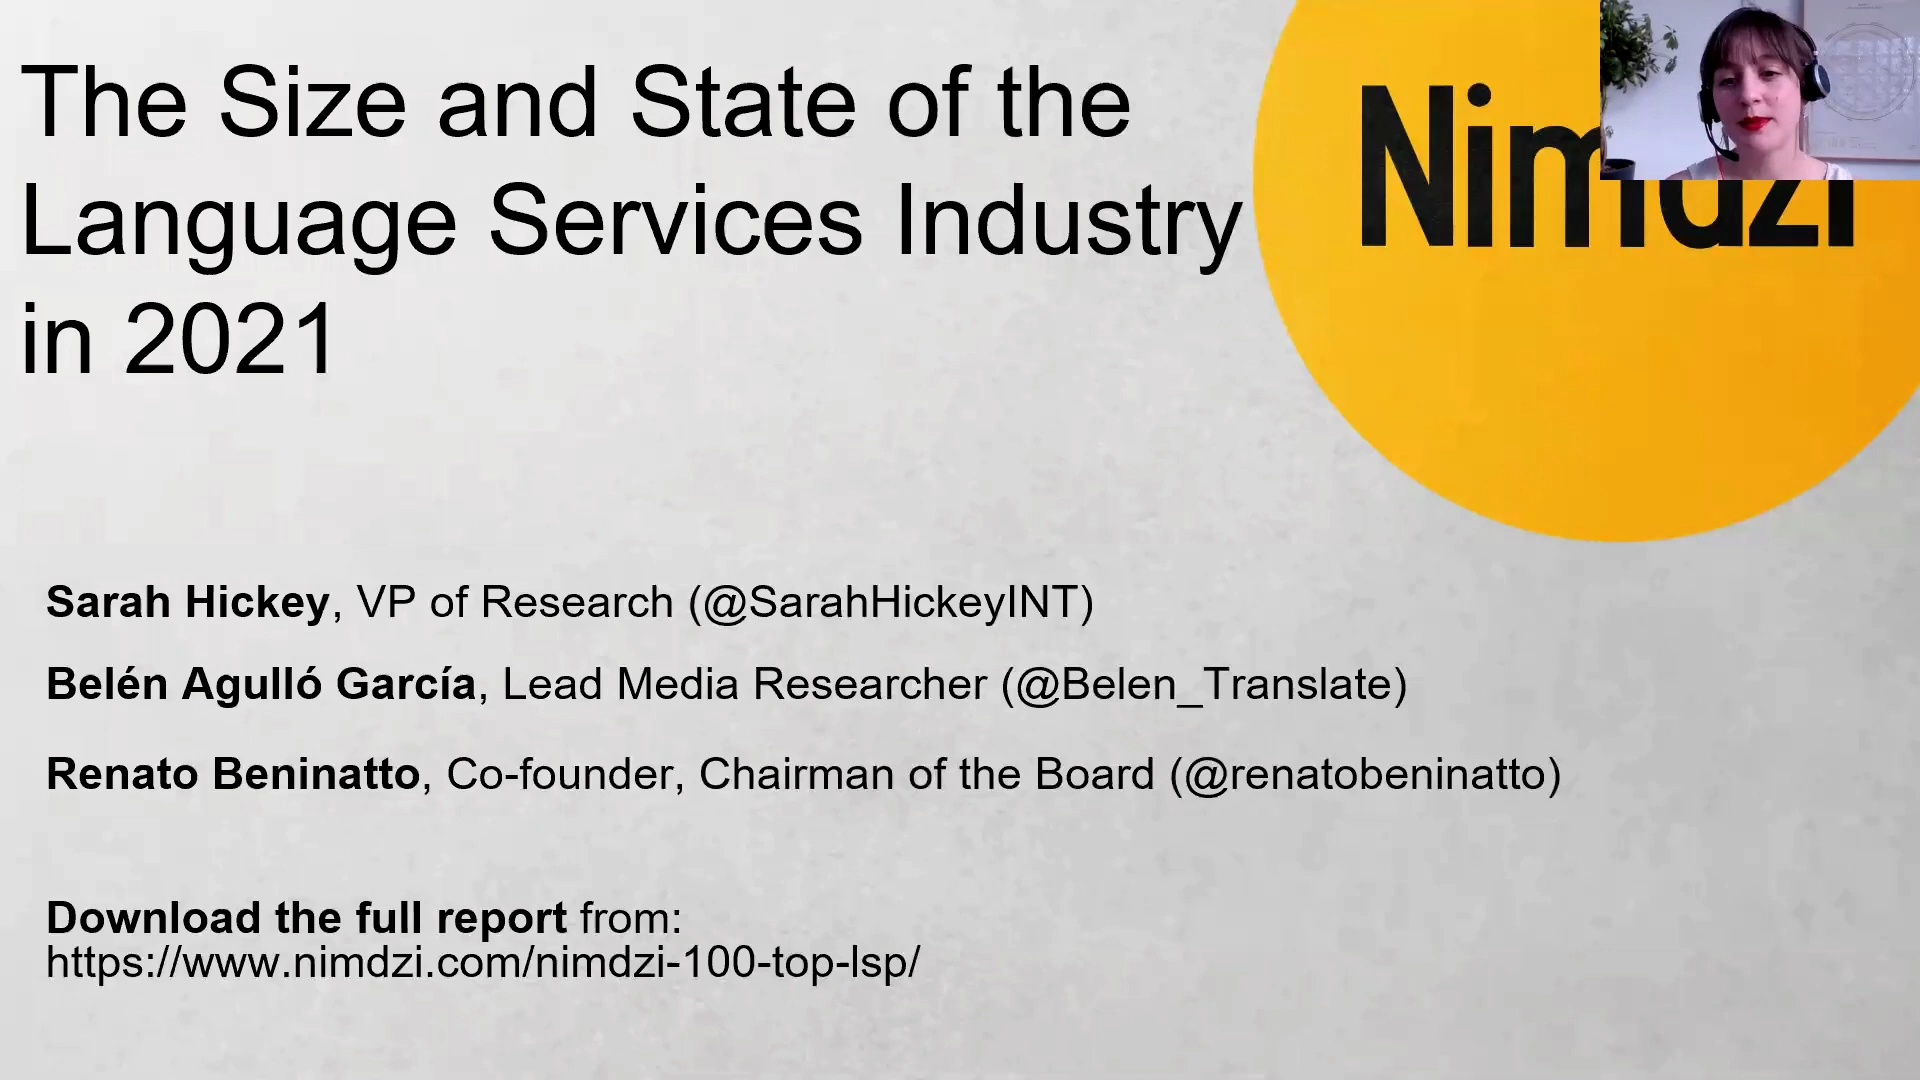 The Size and State of the
Language Services Industry
in 2021
Nimdzi
Sarah Hickey, VP of Research (@SarahHickeyINT)
Belén Agulló García, Lead Media Researcher (@Belen_Translate)
Renato Beninatto, Co-founder, Chairman of the Board (@renatobeninatto)
Download the full report from:
https://www.nimdzi.com/nimdzi-100-top-lsp/